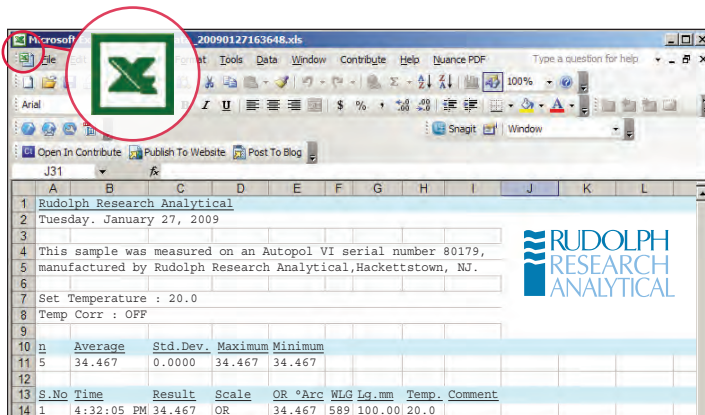 Microsof _20090127163648.xls
File mat Tools Data Window Contribute Help Nuance PDF Type a question for help
100%
Arial B I U $ % ,
Snagit Window
Open In Contribute Publish To Website Post To Blog
J31 fx
A B C D E F G H I J K L
1 Rudolph Research Analytical
2 Tuesday. January 27, 2009
3
4 This sample was measured on an Autopol VI serial number 80179,
5 manufactured by Rudolph Research Analytical,Hackettstown, NJ.
6
7 Set Temperature : 20.0
8 Temp Corr : OFF
9
10 n Average Std.Dev. Maximum Minimum
11 5 34.467 0.0000 34.467 34.467
12
13 S.No Time Result Scale OR °Arc WLG Lg.mm Temp. Comment
14 1 4:32:05 PM 34.467 OR 34.467 589 100.00 20.0
RUDOLPH
RESEARCH
ANALYTICAL